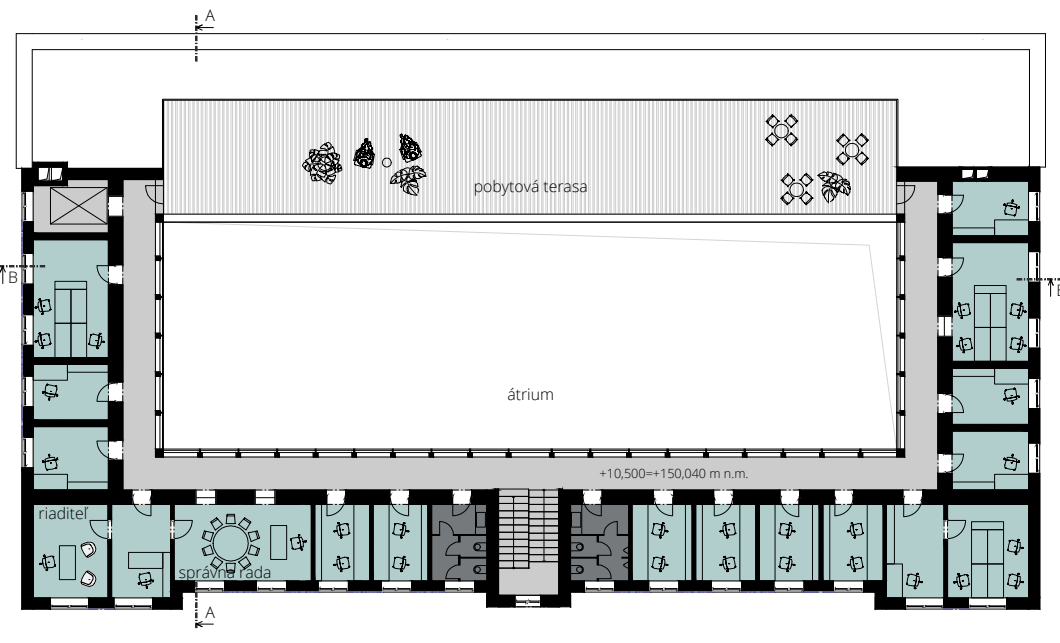 A
pobytová terasa
B
B
átrium
+10,500=+150,040 m n.m.
riaditeľ
správna rada
A